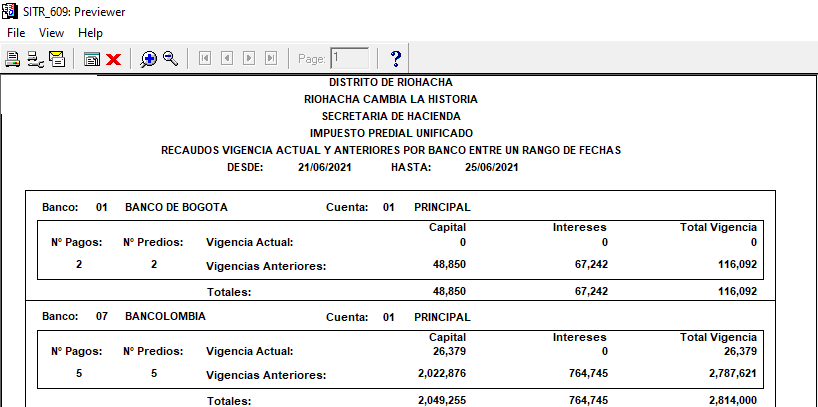 SITR_609: Previewer
File View Help
Page: 1
DISTRITO DE RIOHACHA
RIOHACHA CAMBIA LA HISTORIA
SECRETARIA DE HACIENDA
IMPUESTO PREDIAL UNIFICADO
RECAUDOS VIGENCIA ACTUAL Y ANTERIORES POR BANCO ENTRE UN RANGO DE FECHAS
DESDE: 21/06/2021 HASTA: 25/06/2021
Banco: 01 BANCO DE BOGOTA Cuenta: 01 PRINCIPAL
Capital Intereses Total Vigencia
N° Pagos: N° Predios: Vigencia Actual: 0 0 0
2 2 Vigencias Anteriores: 48,850 67,242 116,092
Totales: 48,850 67,242 116,092
Banco: 07 BANCOLOMBIA Cuenta: 01 PRINCIPAL
Capital Intereses Total Vigencia
N° Pagos: N° Predios: Vigencia Actual: 26,379 0 26,379
5 5 Vigencias Anteriores: 2,022,876 764,745 2,787,621
Totales: 2,049,255 764,745 2,814,000